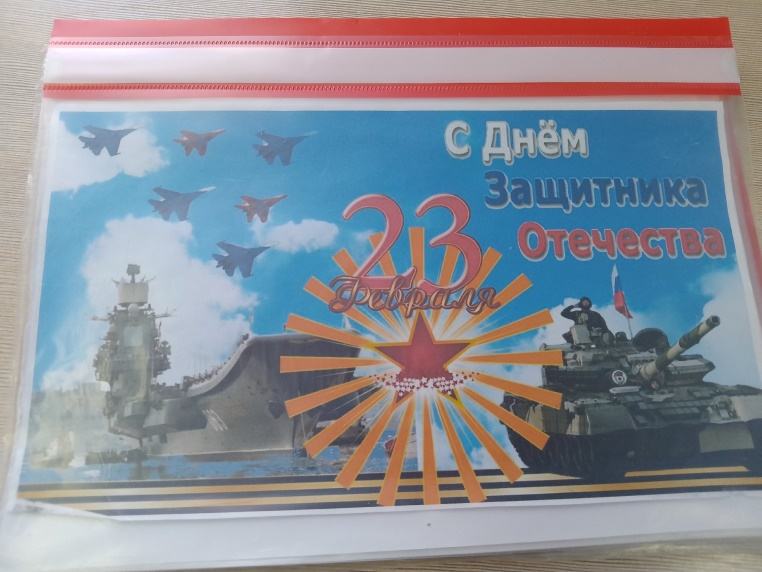 С Днём
Защитника
Отечества
23
Февраля